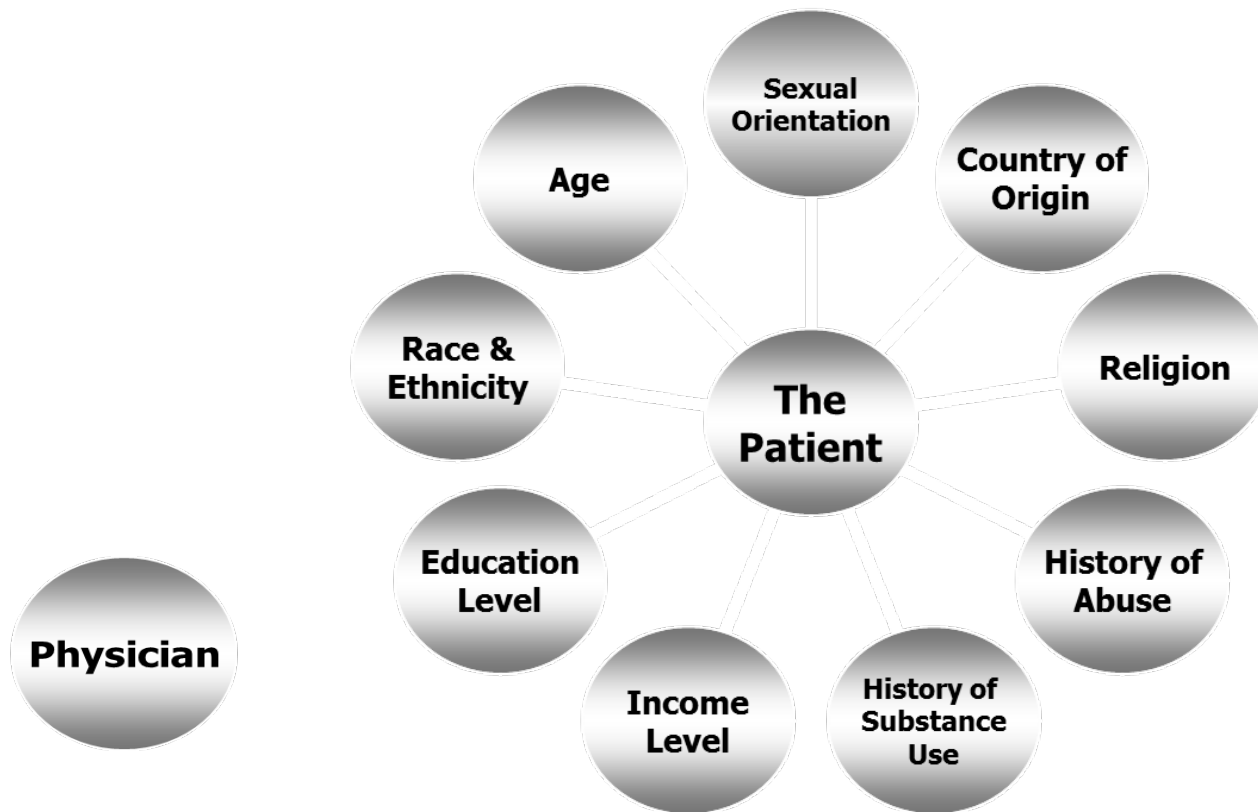 Sexual
Orientation
Age
Country of
Origin
Race &
Ethnicity
Religion
The
Patient
Education
Level
History of
Abuse
Physician
Income
Level
History of
Substance
Use